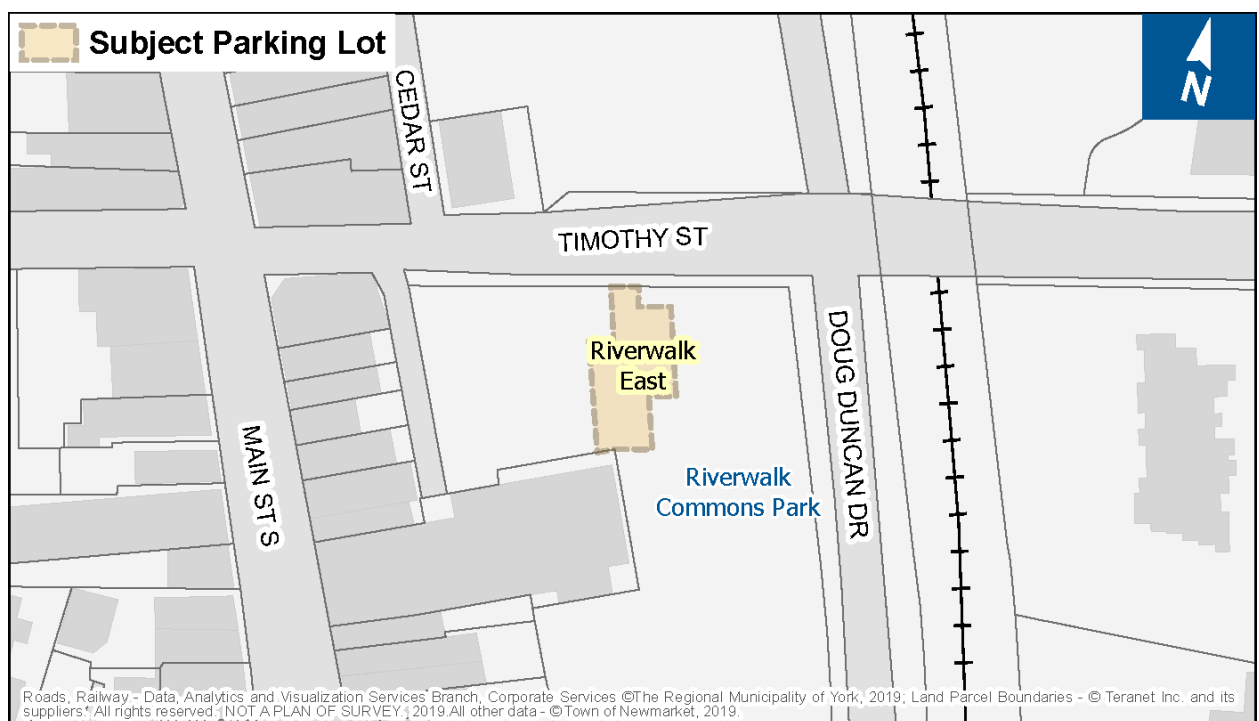 Subject Parking Lot
N
CEDAR ST
TIMOTHY ST
Riverwalk
East
DOUG DUNCAN DR
MAIN ST S
Riverwalk
Commons Park
Roads, Railway - Data, Analytics and Visualization Services Branch, Corporate Services ©The Regional Municipality of York, 2019; Land Parcel Boundaries - © Teranet Inc. and its
suppliers. All rights reserved. NOT A PLAN OF SURVEY. 2019.All other data - ©Town of Newmarket, 2019.